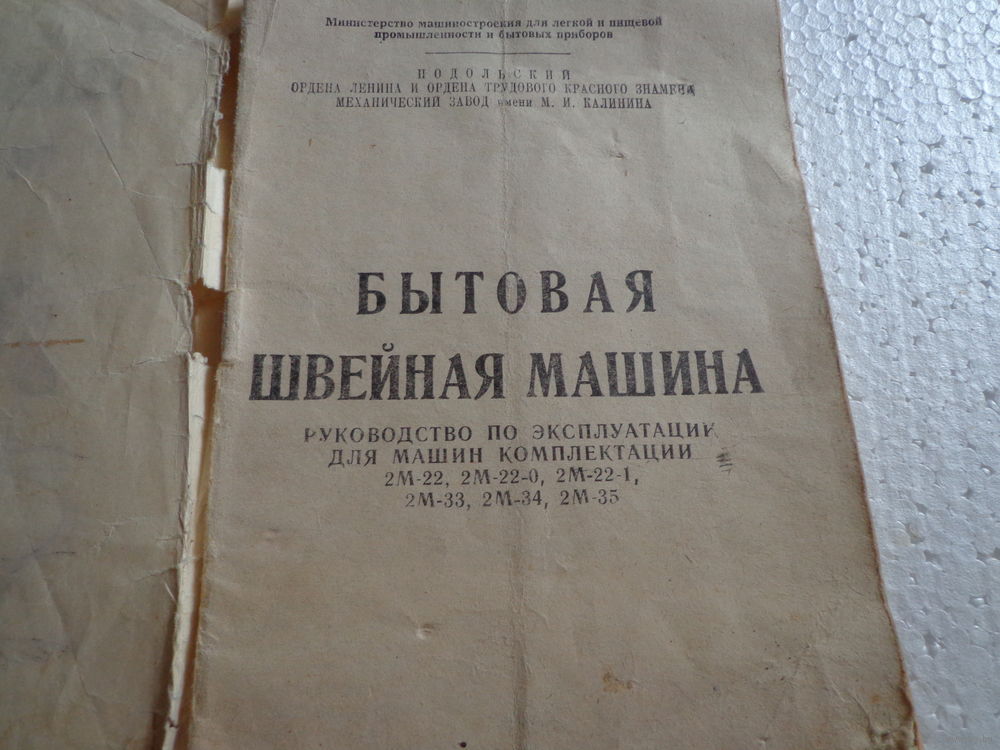 Министерство машиностроения для легкой и пищевой
промышленности и бытовых приборов
ПОДОЛЬСКИЙ
ОРДЕНА ЛЕНИНА И ОРДЕНА ТРУДОВОГО КРАСНОГО ЗНАМЕНИ
МЕХАНИЧЕСКИЙ ЗАВОД имени М. И. КАЛИНИНА
БЫТОВАЯ
ШВЕЙНАЯ МАШИНА
РУКОВОДСТВО ПО ЭКСПЛУАТАЦИИ
ДЛЯ МАШИН КОМПЛЕКТАЦИИ
2М-22, 2М-22-0, 2М-22-1,
2М-33, 2М-34, 2М-35